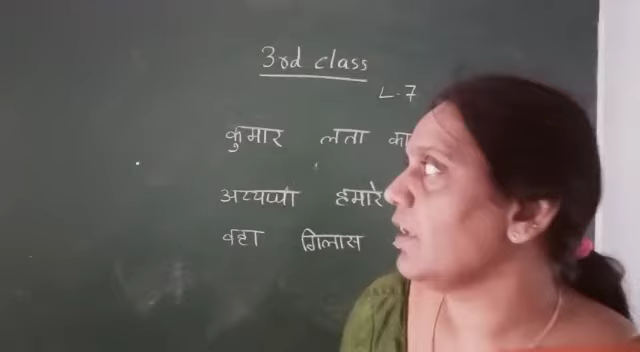 3rd class
L.7
कुमार लता का
अय्यप्पा हमारे
वहा गिलास